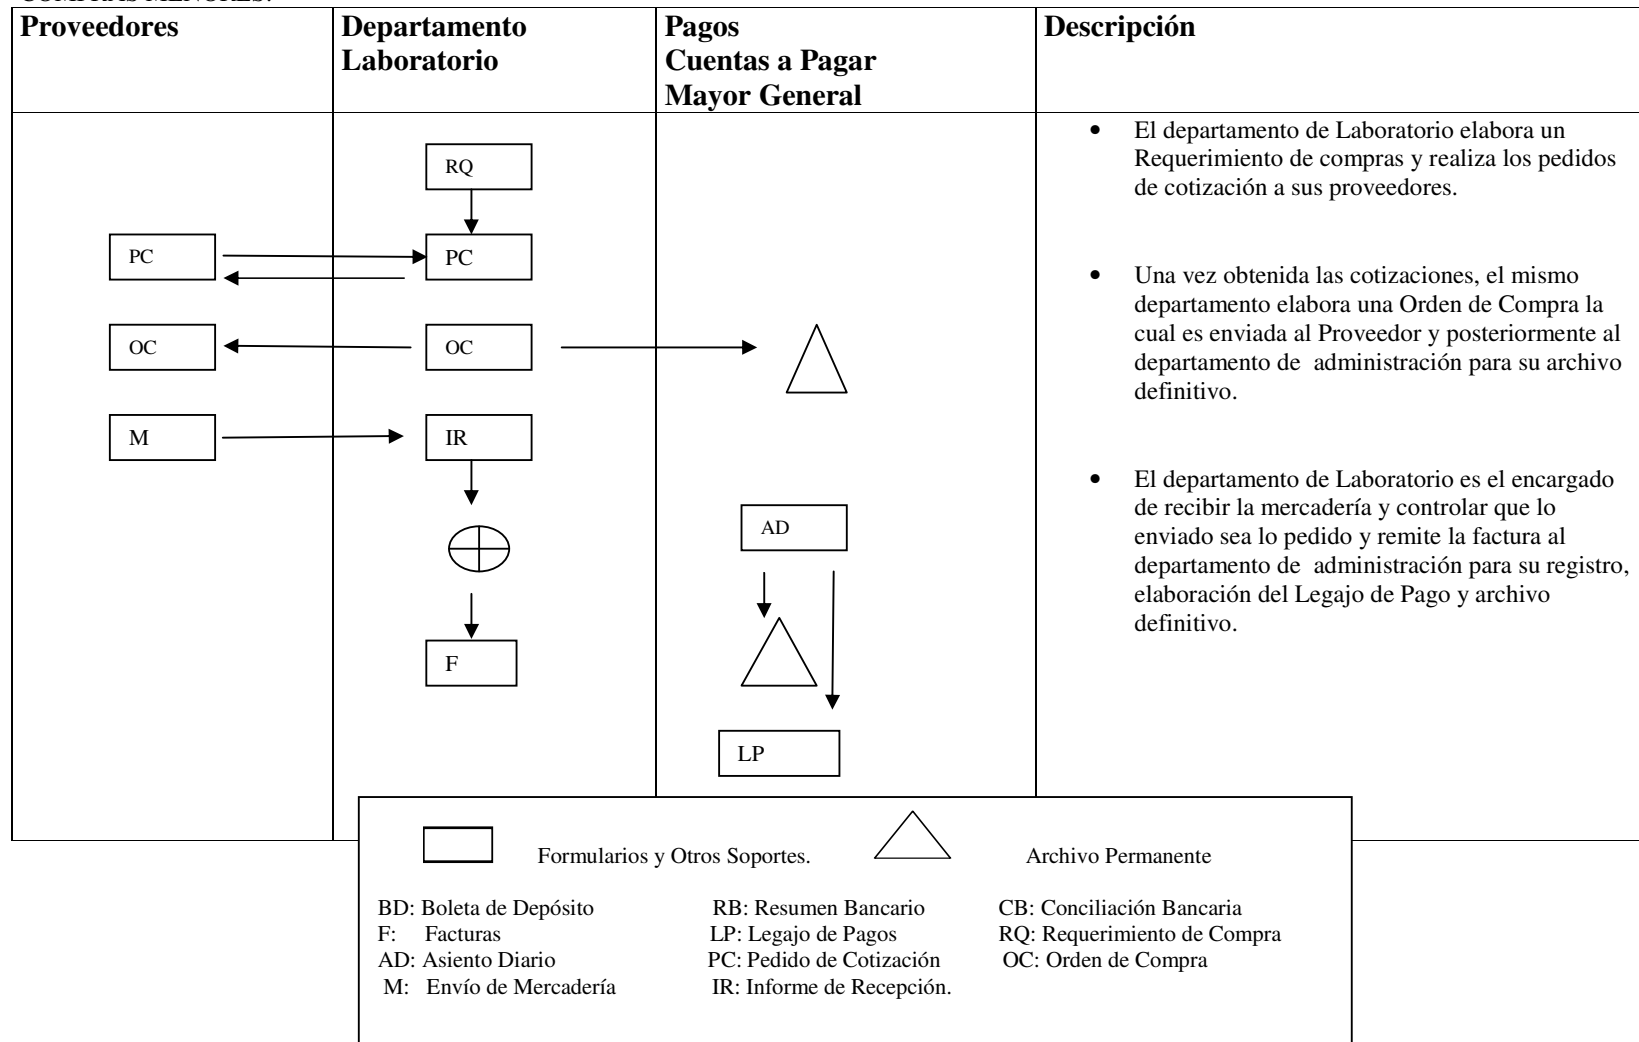 COMPRAS MENORES:
Proveedores
Departamento
Laboratorio
Pagos
Cuentas a Pagar
Mayor General
Descripción
RQ
PC
PC
OC
OC
M
IR
F
AD
LP
• El departamento de Laboratorio elabora un
Requerimiento de compras y realiza los pedidos
de cotización a sus proveedores.
• Una vez obtenida las cotizaciones, el mismo
departamento elabora una Orden de Compra la
cual es enviada al Proveedor y posteriormente al
departamento de administración para su archivo
definitivo.
• El departamento de Laboratorio es el encargado
de recibir la mercadería y controlar que lo
enviado sea lo pedido y remite la factura al
departamento de administración para su registro,
elaboración del Legajo de Pago y archivo
definitivo.
Formularios y Otros Soportes.
Archivo Permanente
BD: Boleta de Depósito RB: Resumen Bancario CB: Conciliación Bancaria
F: Facturas LP: Legajo de Pagos RQ: Requerimiento de Compra
AD: Asiento Diario PC: Pedido de Cotización OC: Orden de Compra
M: Envío de Mercadería IR: Informe de Recepción.